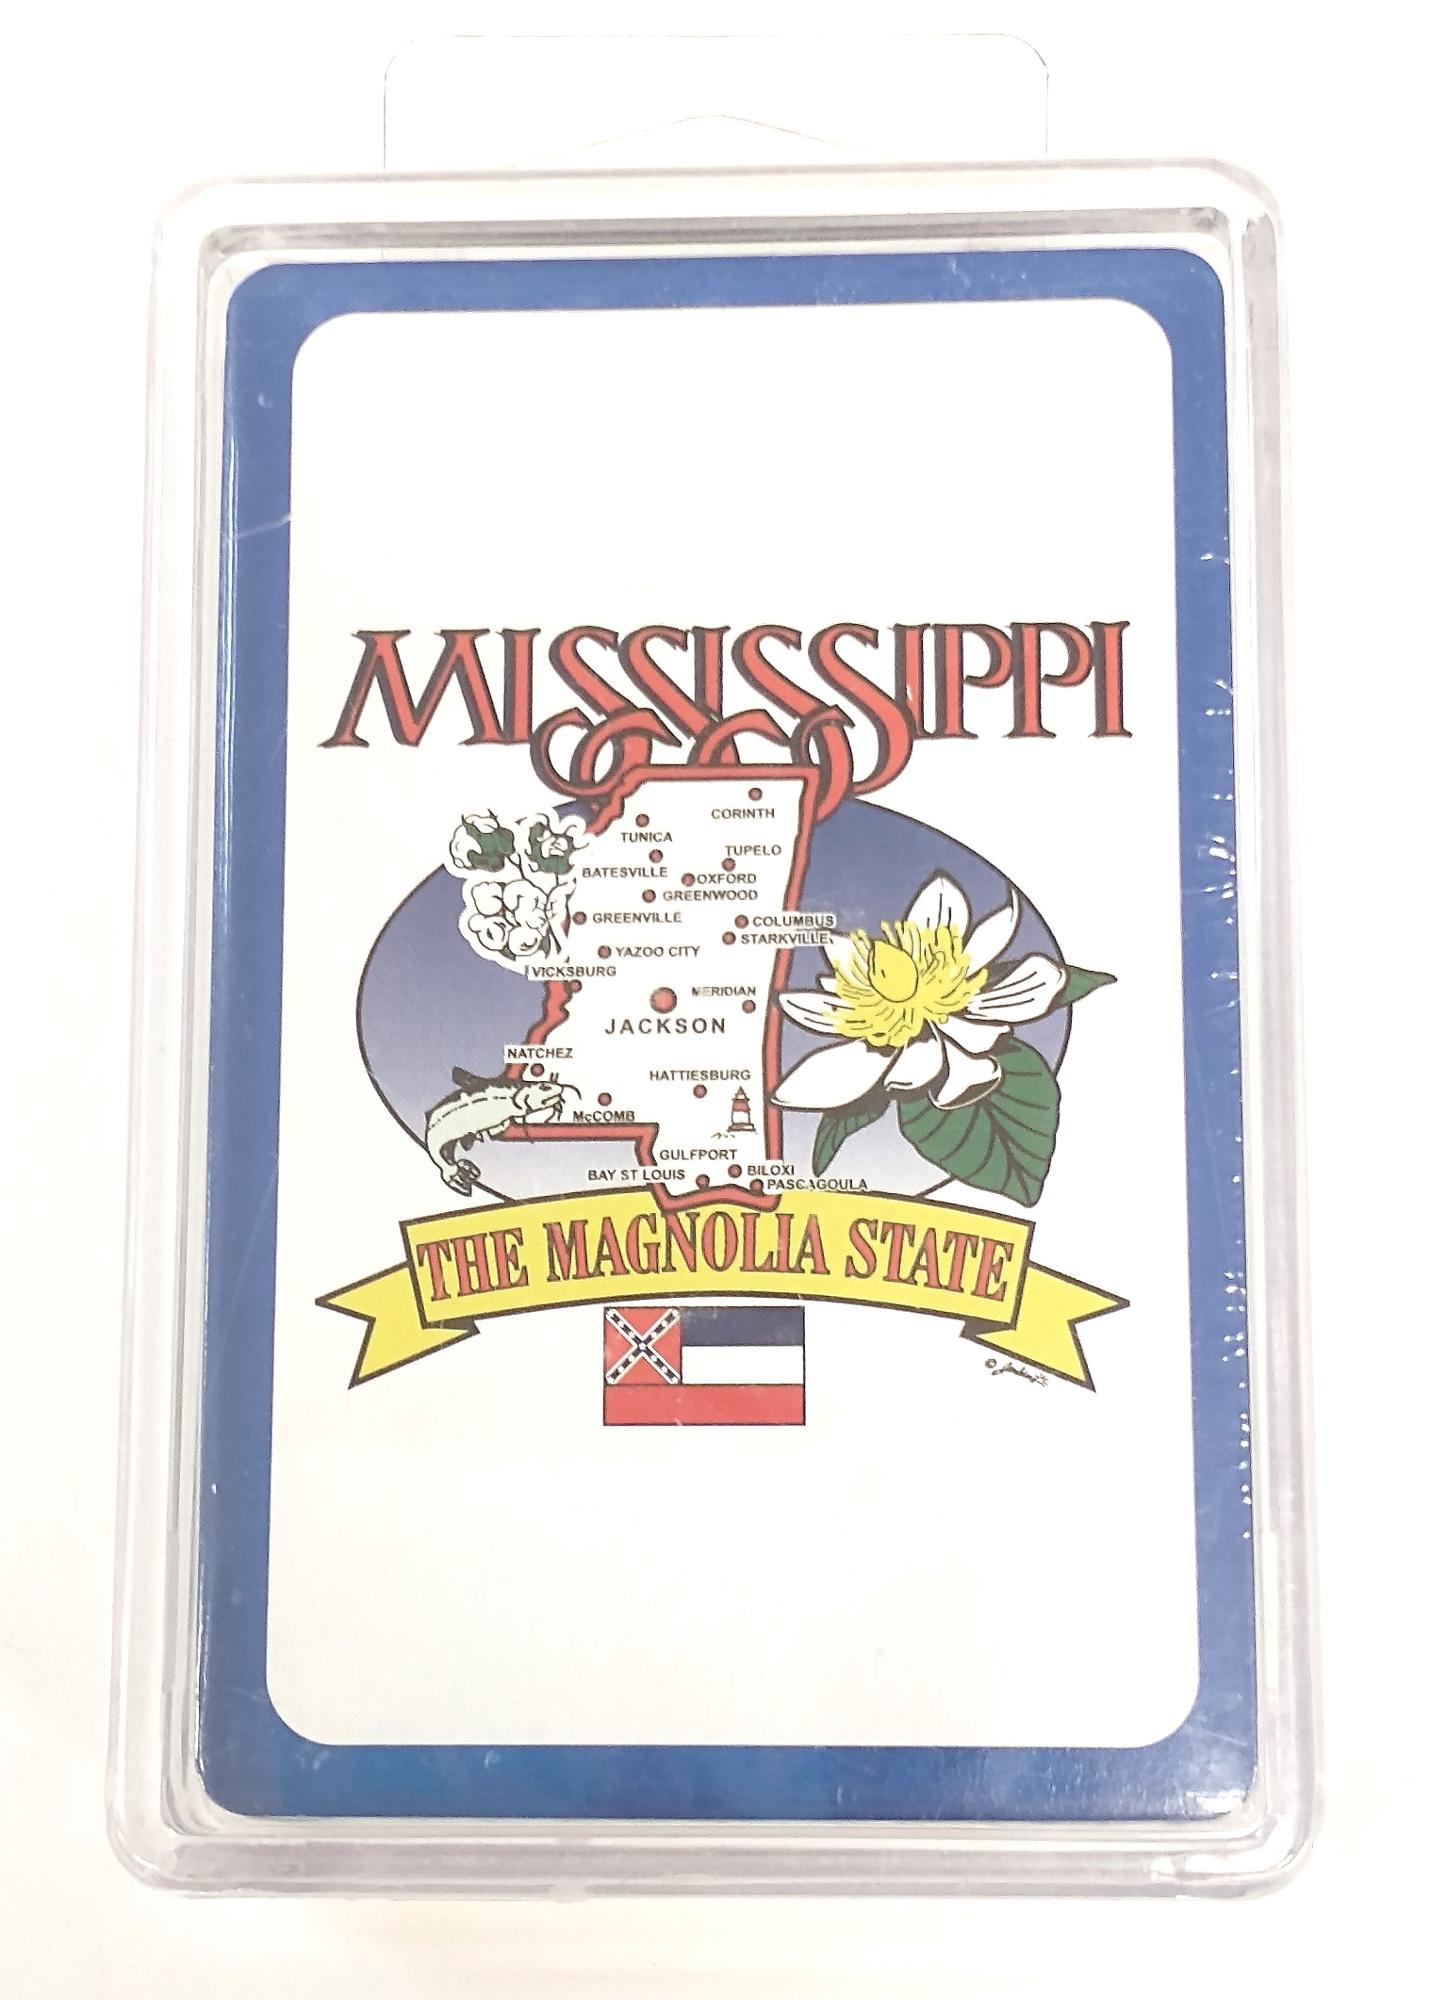 MISSISSIPPI
CORINTH
TUNICA
TUPELO
BATESVILLE
OXFORD
GREENWOOD
GREENVILLE
COLUMBUS
STARKVILLE
YAZOO CITY
VICKSBURG
MERIDIAN
JACKSON
NATCHEZ
HATTIESBURG
McCOMB
GULFPORT
BAY ST LOUIS
BILOXI
PASCAGOULA
THE MAGNOLIA STATE
©